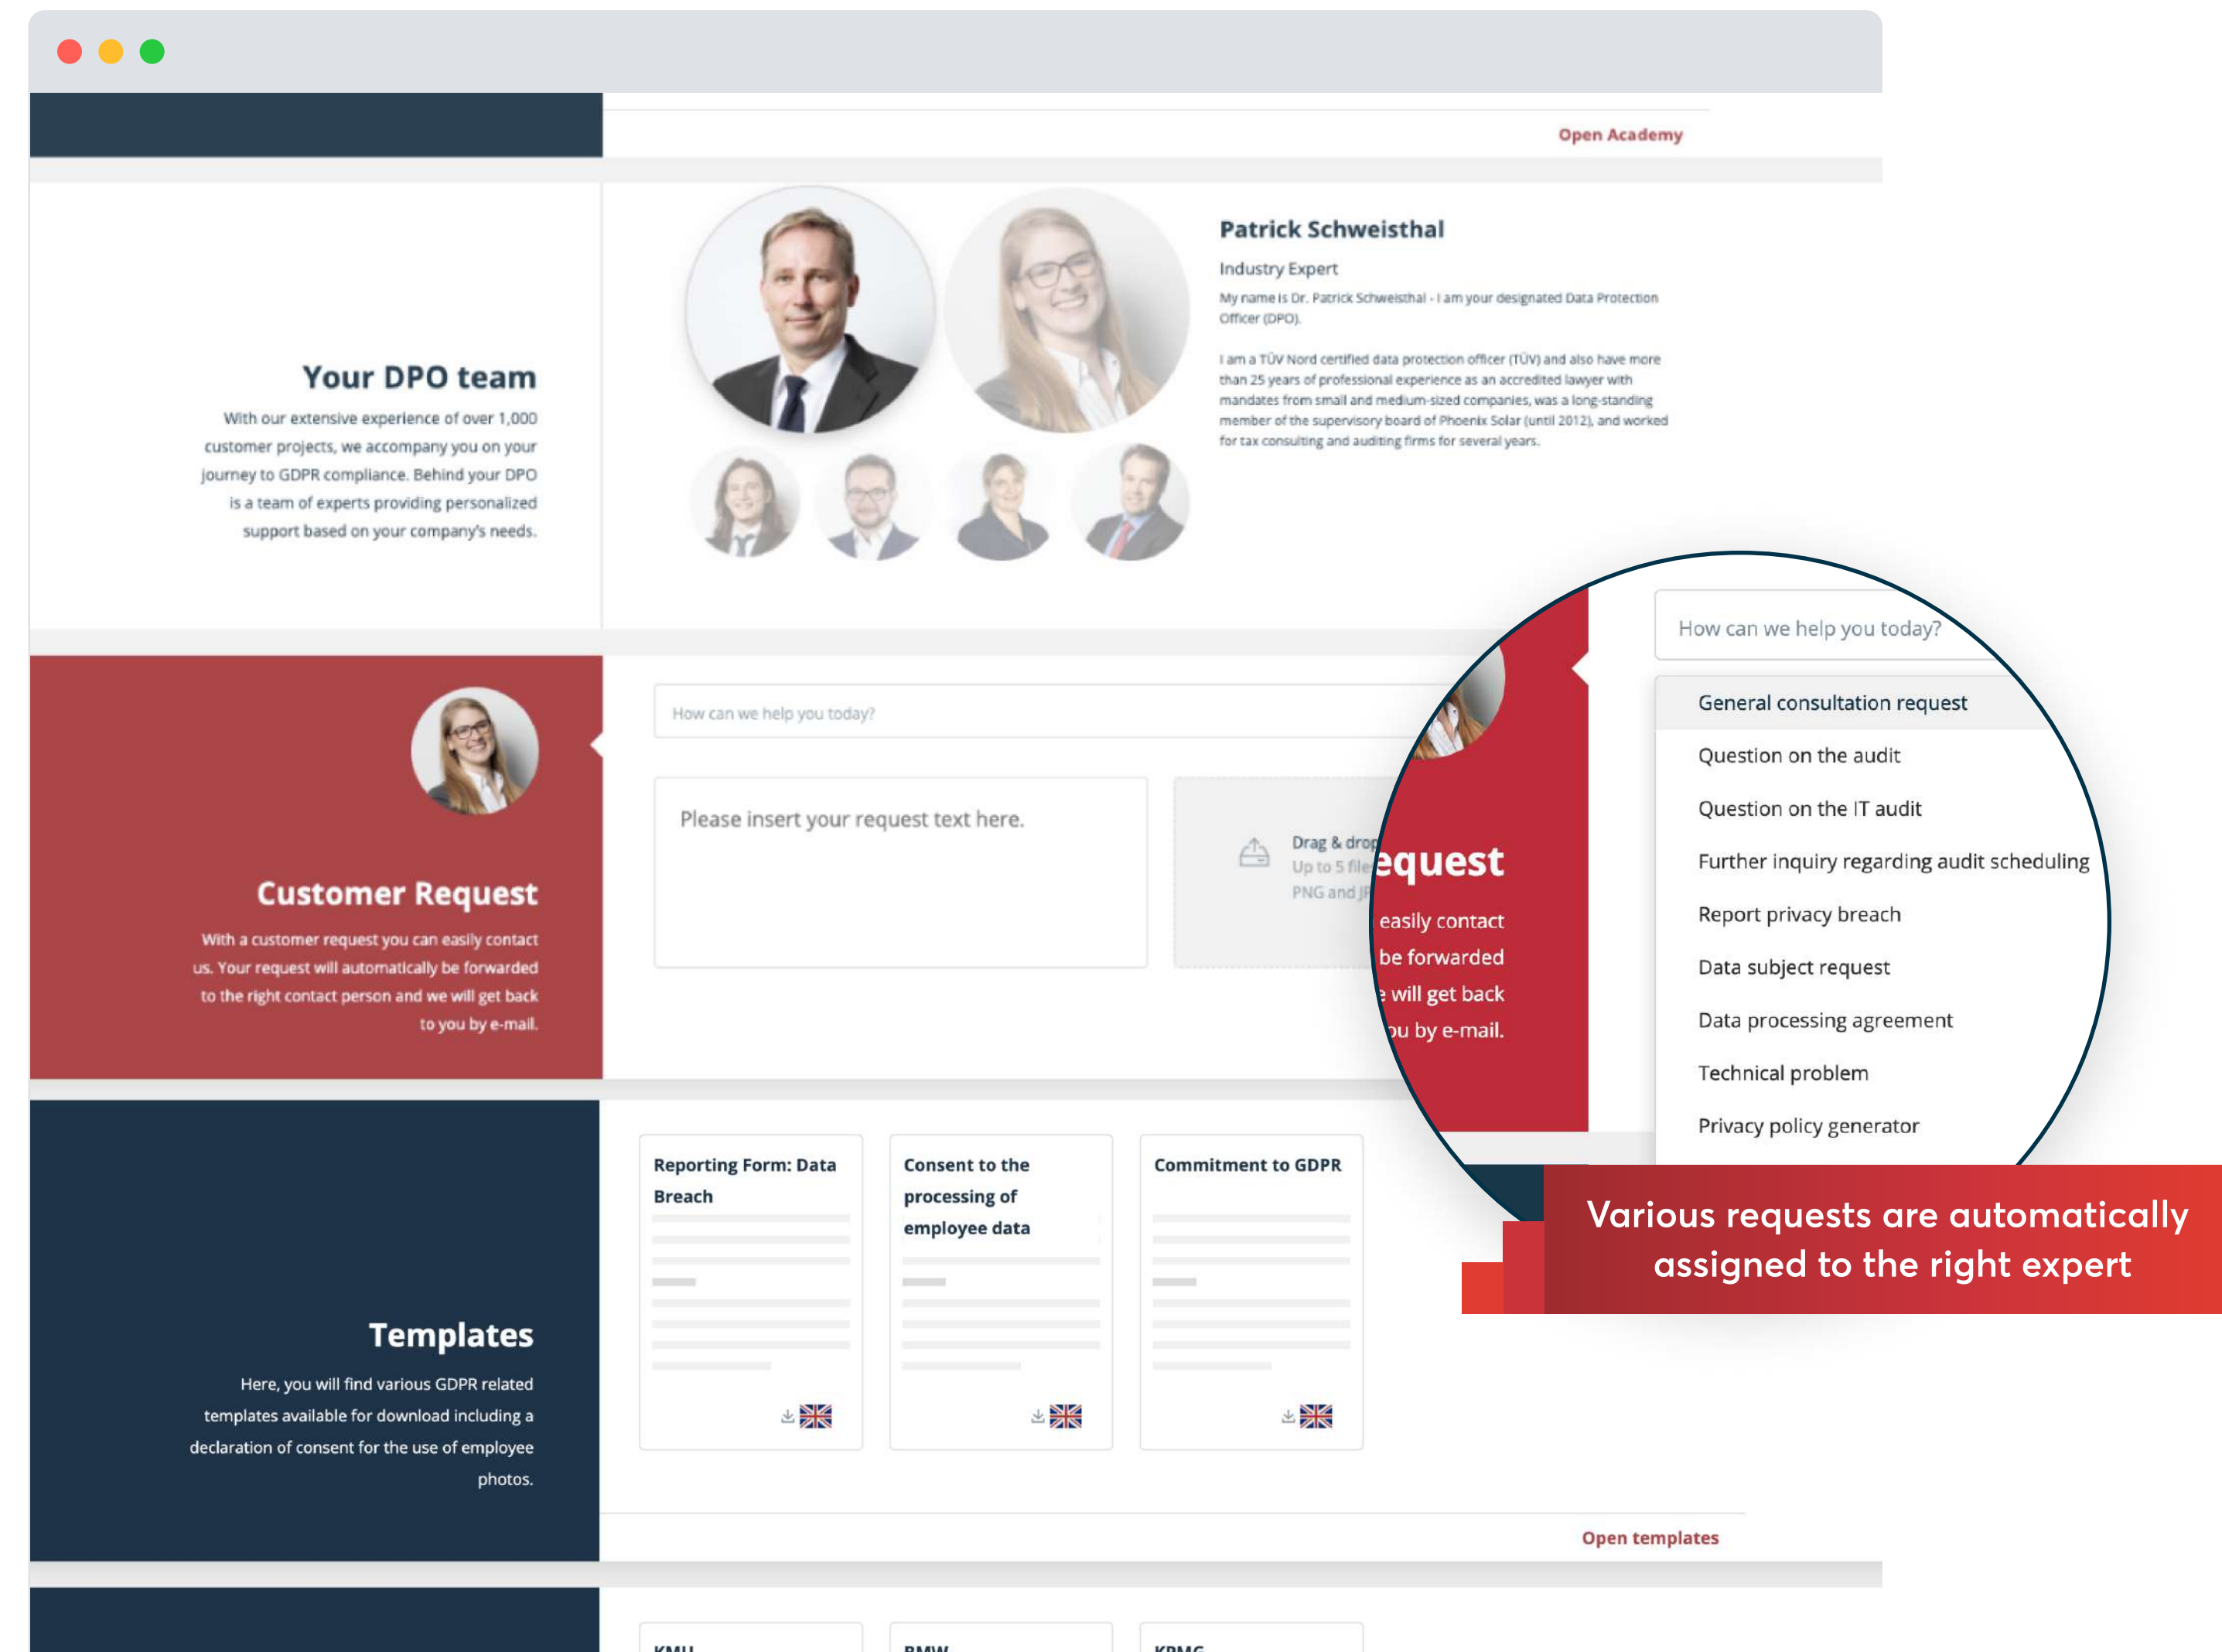 Open Academy
Your DPO team
With our extensive experience of over 1,000
customer projects, we accompany you on your
journey to GDPR compliance. Behind your DPO
is a team of experts providing personalized
support based on your company's needs.
Patrick Schweisthal
Industry Expert
My name is Dr. Patrick Schweisthal - I am your designated Data Protection
Officer (DPO).
I am a TÜV Nord certified data protection officer (TÜV) and also have more
than 25 years of professional experience as an accredited lawyer with
mandates from small and medium-sized companies, was a long-standing
member of the supervisory board of Phoenix Solar (until 2012), and worked
for tax consulting and auditing firms for several years.
Customer Request
With a customer request you can easily contact
us. Your request will automatically be forwarded
to the right contact person and we will get back
to you by e-mail.
How can we help you today?
Please insert your request text here.
Drag & drop
Up to 5 file
PNG and JP
equest
easily contact
be forwarded
will get back
ou by e-mail.
How can we help you today?
General consultation request
Question on the audit
Question on the IT audit
Further inquiry regarding audit scheduling
Report privacy breach
Data subject request
Data processing agreement
Technical problem
Privacy policy generator
Various requests are automatically
assigned to the right expert
Templates
Here, you will find various GDPR related
templates available for download including a
declaration of consent for the use of employee
photos.
Reporting Form: Data
Breach
Consent to the
processing of
employee data
Commitment to GDPR
Open templates
KMU
BMW
KPMG